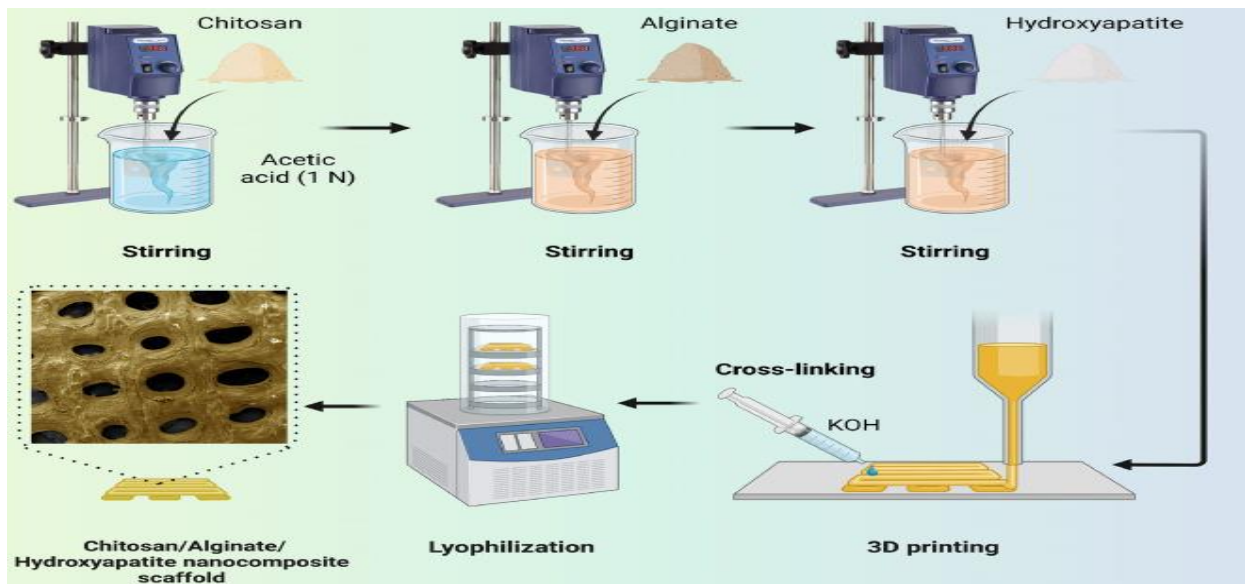 Chitosan
Acetic
acid (1 N)
Stirring
Alginate
Stirring
Hydroxyapatite
Stirring
3D printing
Cross-linking
KOH
Lyophilization
Chitosan/Alginate/
Hydroxyapatite nanocomposite
scaffold